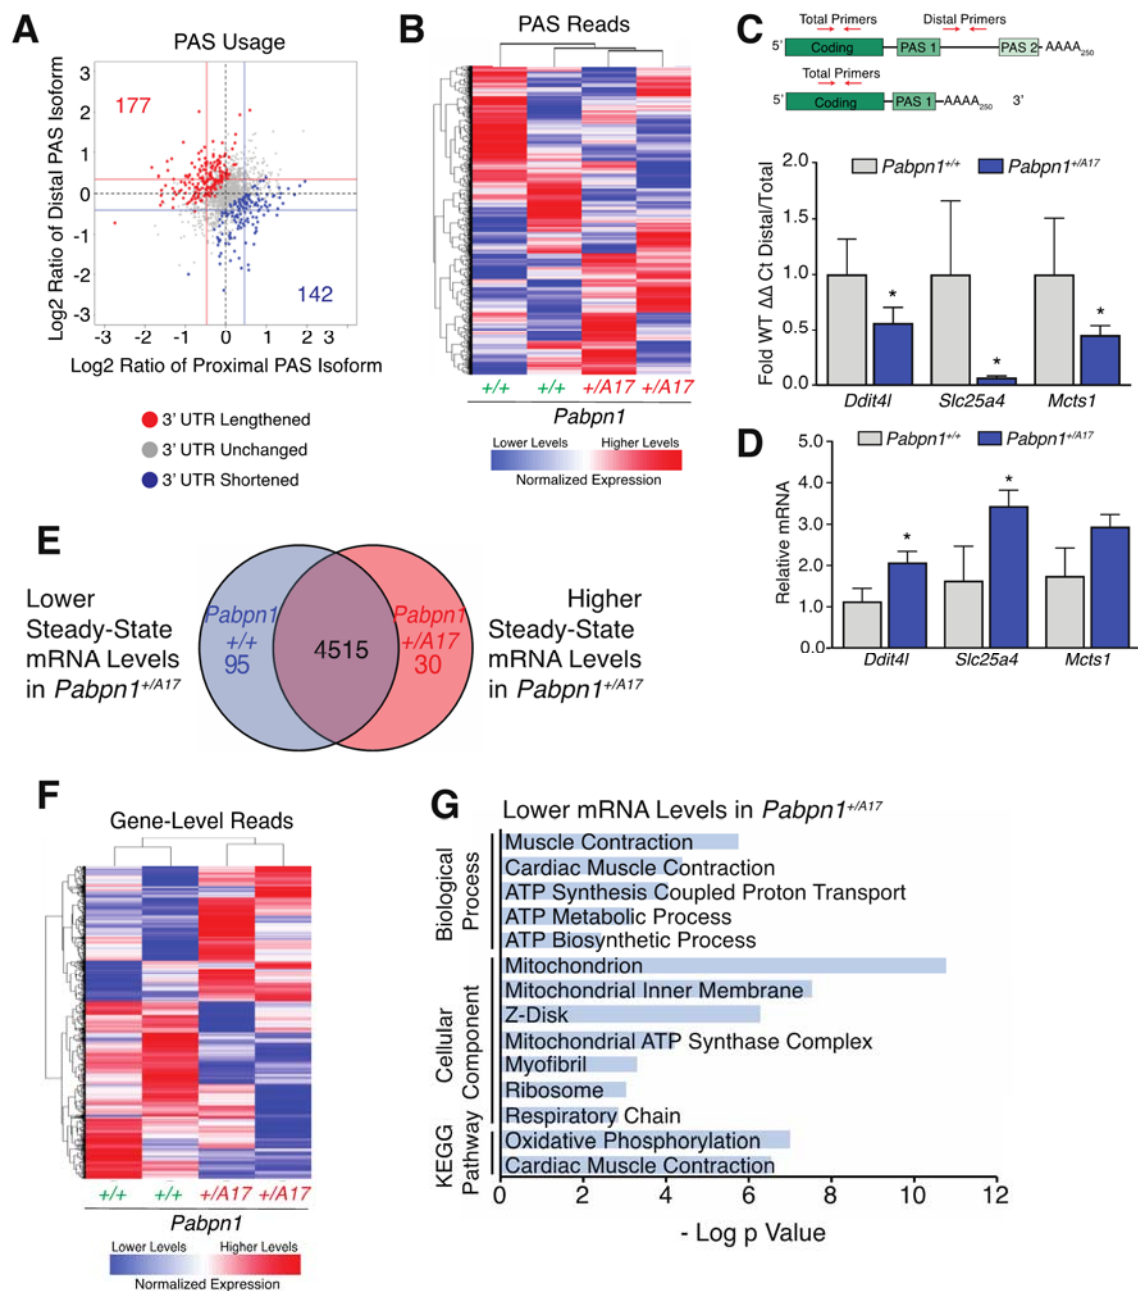 A
PAS Usage
Log2 Ratio of Distal PAS Isoform
3
2
1
0
-1
-2
-3
177
142
-3 -2 -1 0 1 2 3
Log2 Ratio of Proximal PAS Isoform
3' UTR Lengthened
3' UTR Unchanged
3' UTR Shortened
B
PAS Reads
+/+ +/+ +/A17 +/A17
Pabpn1
Lower Levels Higher Levels
Normalized Expression
C
Total Primers Distal Primers
5' Coding PAS 1 PAS 2 AAAA250
Total Primers
5' Coding PAS 1 AAAA250 3'
Pabpn1+/+ Pabpn1+/A17
Fold WT ΔΔ Ct Distal/Total
2.0
1.5
1.0
0.5
0.0
* * *
Ddit4l Slc25a4 Mcts1
D
Pabpn1+/+ Pabpn1+/A17
Relative mRNA
5.0
4.0
3.0
2.0
1.0
0
* *
Ddit4l Slc25a4 Mcts1
E
Lower
Steady-State
mRNA Levels
in Pabpn1+/A17
Pabpn1
+/+
95
4515
Pabpn1
+/A17
30
Higher
Steady-State
mRNA Levels
in Pabpn1+/A17
F
Gene-Level Reads
+/+ +/+ +/A17 +/A17
Pabpn1
Lower Levels Higher Levels
Normalized Expression
G
Lower mRNA Levels in Pabpn1+/A17
Biological
Process
Muscle Contraction
Cardiac Muscle Contraction
ATP Synthesis Coupled Proton Transport
ATP Metabolic Process
ATP Biosynthetic Process
Cellular
Component
Mitochondrion
Mitochondrial Inner Membrane
Z-Disk
Mitochondrial ATP Synthase Complex
Myofibril
Ribosome
Respiratory Chain
KEGG
Pathway
Oxidative Phosphorylation
Cardiac Muscle Contraction
0 2 4 6 8 10 12
- Log p Value